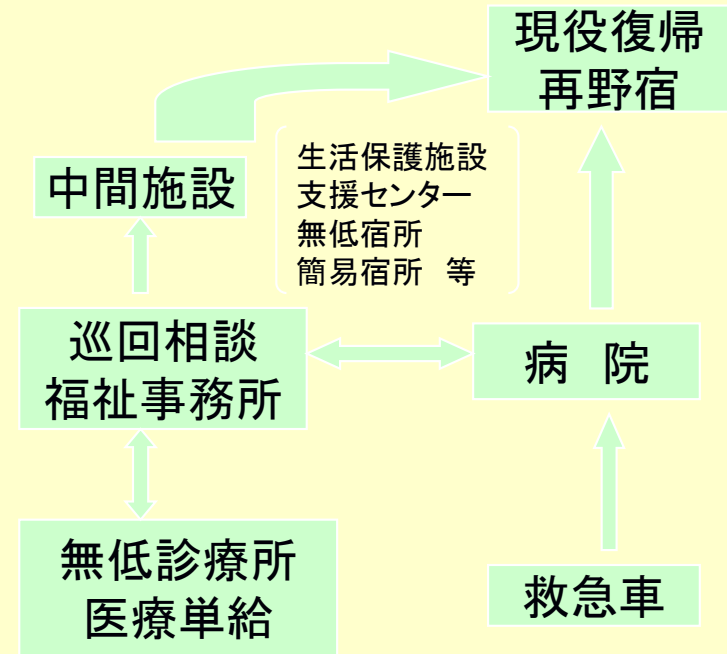 現役復帰
再野宿
中間施設
生活保護施設
支援センター
無低宿所
簡易宿所　等
巡回相談
福祉事務所
病　院
無低診療所
医療単給
救急車